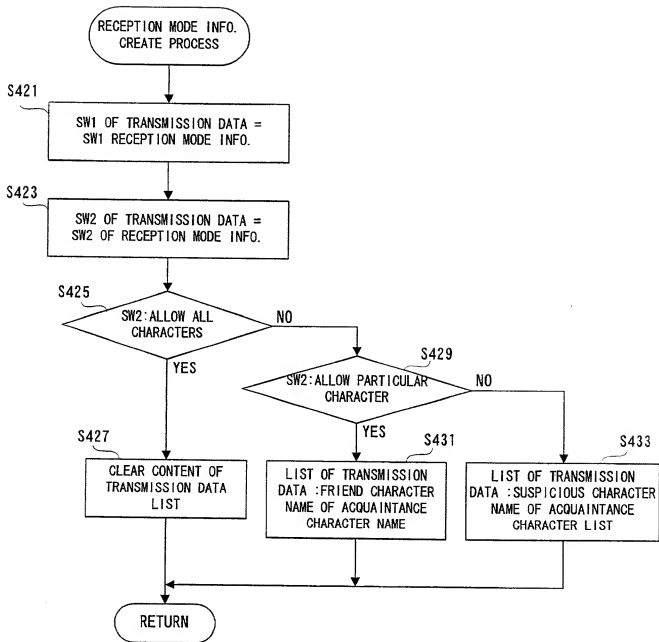 RECEPTION MODE INFO.
CREATE PROCESS
S421
SW1 OF TRANSMISSION DATA =
SW1 RECEPTION MODE INFO.
S423
SW2 OF TRANSMISSION DATA =
SW2 OF RECEPTION MODE INFO.
S425
SW2:ALLOW ALL
CHARACTERS
NO
YES
S429
SW2:ALLOW PARTICULAR
CHARACTER
NO
YES
S427
CLEAR CONTENT OF
TRANSMISSION DATA
LIST
S431
LIST OF TRANSMISSION
DATA :FRIEND CHARACTER
NAME OF ACQUAINTANCE
CHARACTER NAME
S433
LIST OF TRANSMISSION
DATA :SUSPICIOUS CHARACTER
NAME OF ACQUAINTANCE
CHARACTER LIST
RETURN